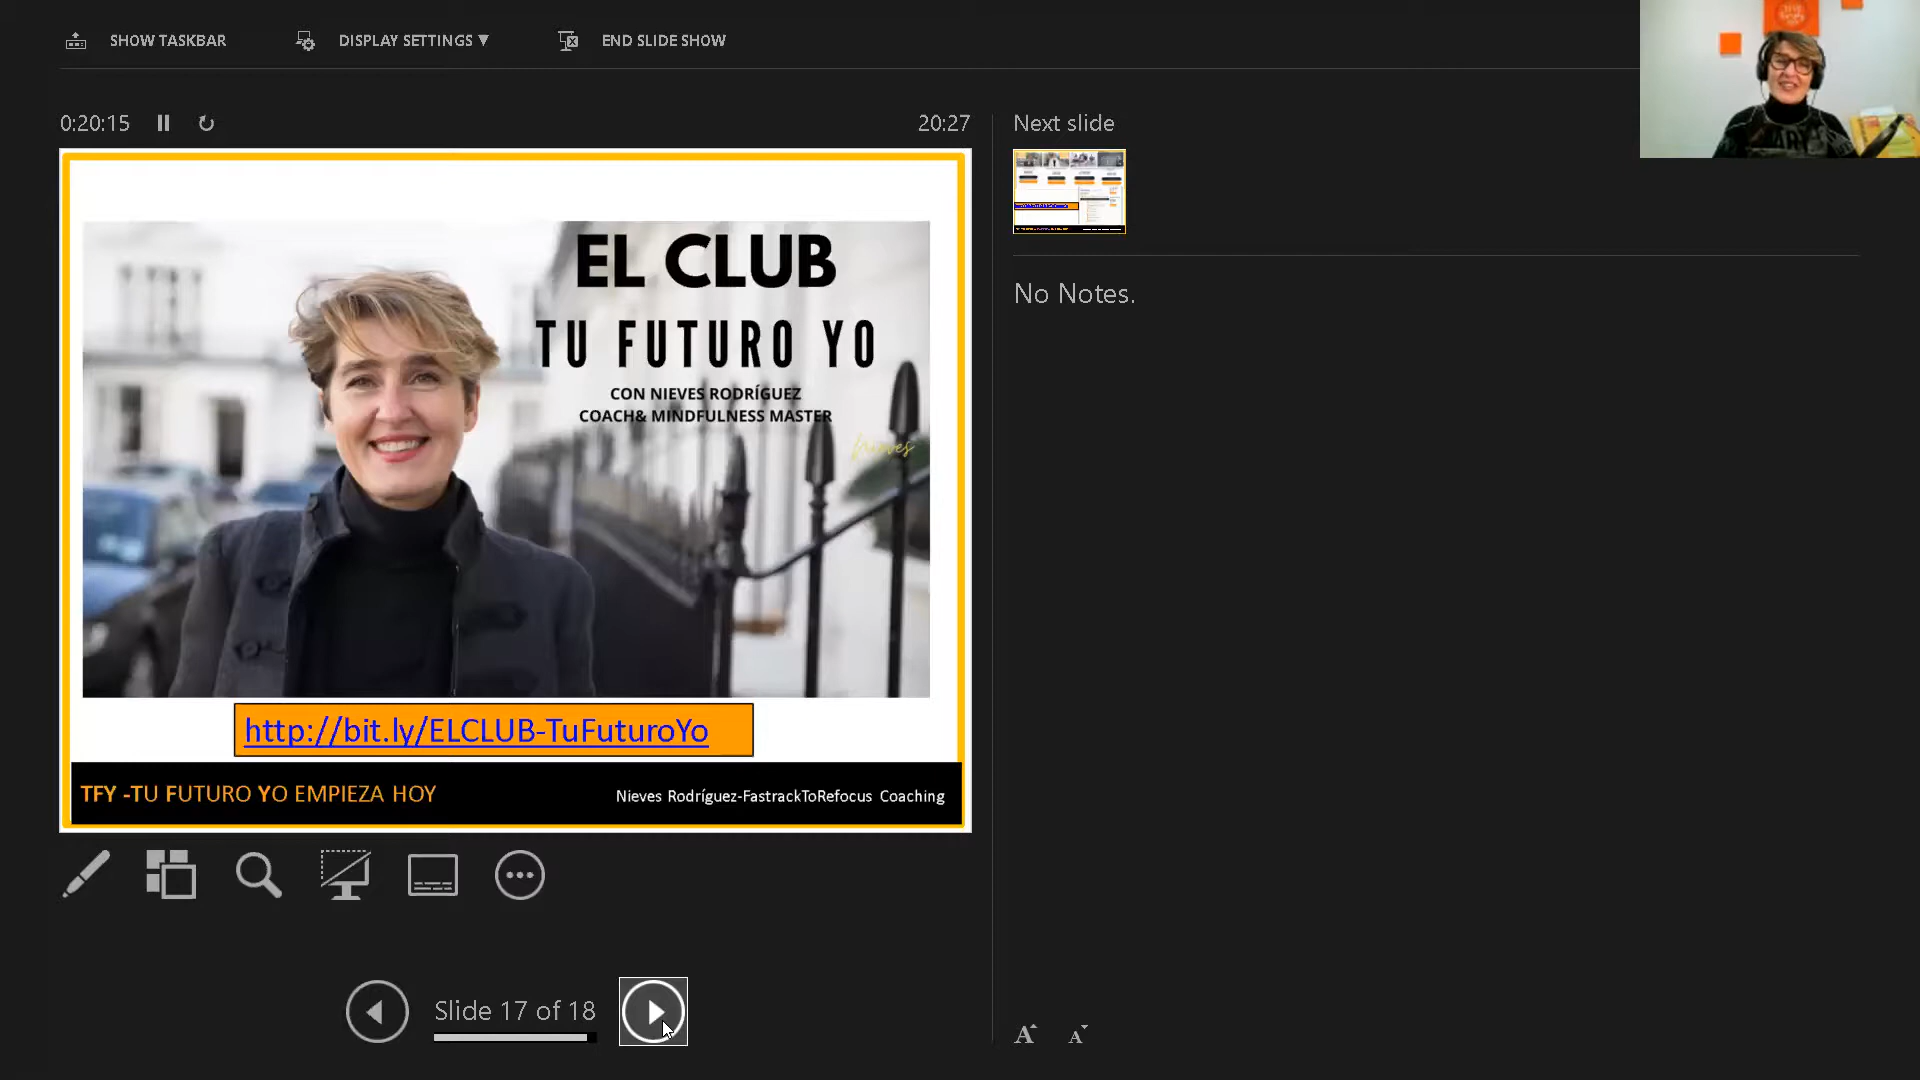 SHOW TASKBAR
DISPLAY SETTINGS ▼
END SLIDE SHOW
0:20:15
20:27
Next slide
EL CLUB
TU FUTURO YO
CON NIEVES RODRÍGUEZ
COACH& MINDFULNESS MASTER
http://bit.ly/ELCLUB-TuFuturoYo
TFY -TU FUTURO YO EMPIEZA HOY
Nieves Rodríguez-FastrackToRefocus Coaching
No Notes.
Slide 17 of 18
A A